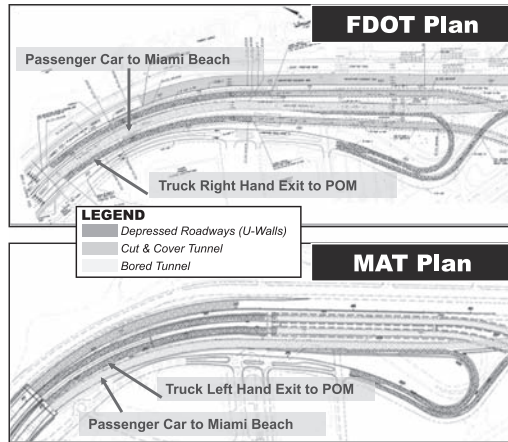 FDOT Plan
Passenger Car to Miami Beach
Truck Right Hand Exit to POM
LEGEND
Depressed Roadways (U-Walls)
Cut & Cover Tunnel
Bored Tunnel
MAT Plan
Truck Left Hand Exit to POM
Passenger Car to Miami Beach